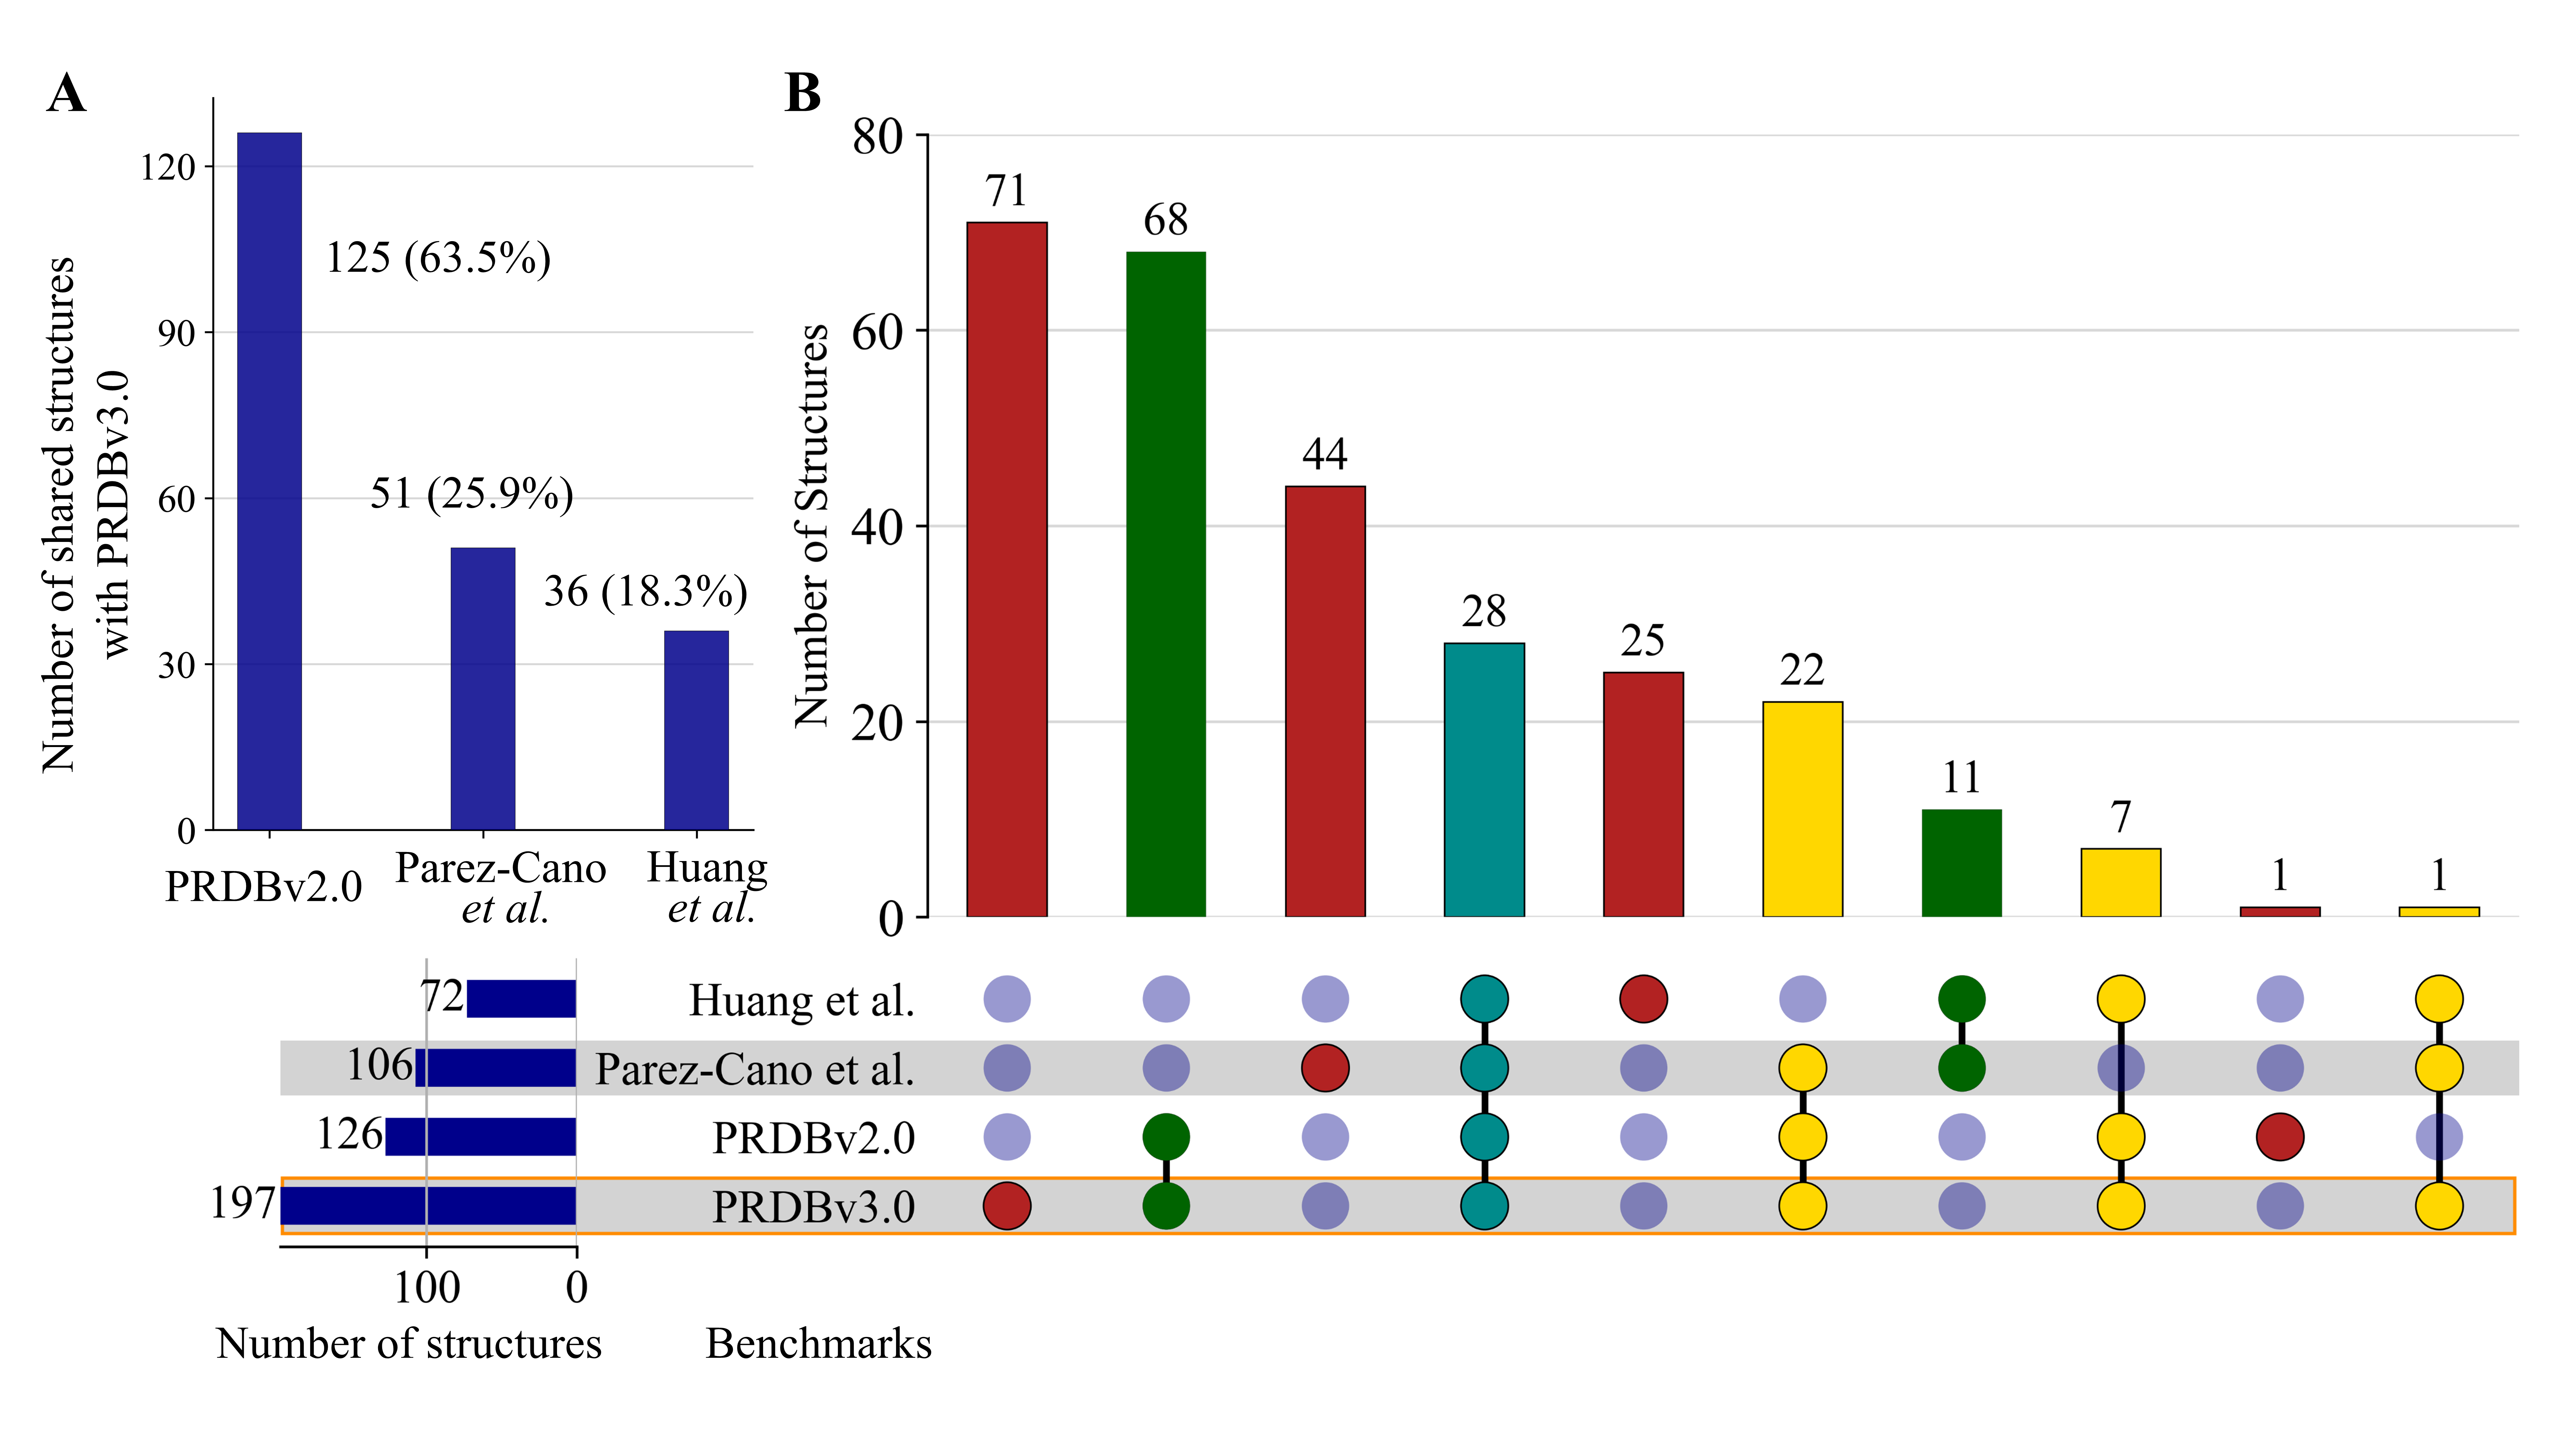 A
Number of shared structures
with PRDBv3.0
120
90
60
30
0
125 (63.5%)
51 (25.9%)
36 (18.3%)
PRDBv2.0
Parez-Cano
et al.
Huang
et al.
B
Number of Structures
80
60
40
20
0
71
68
44
28
25
22
11
7
1
1
72
Huang et al.
106
Parez-Cano et al.
126
PRDBv2.0
197
PRDBv3.0
100
0
Number of structures
Benchmarks